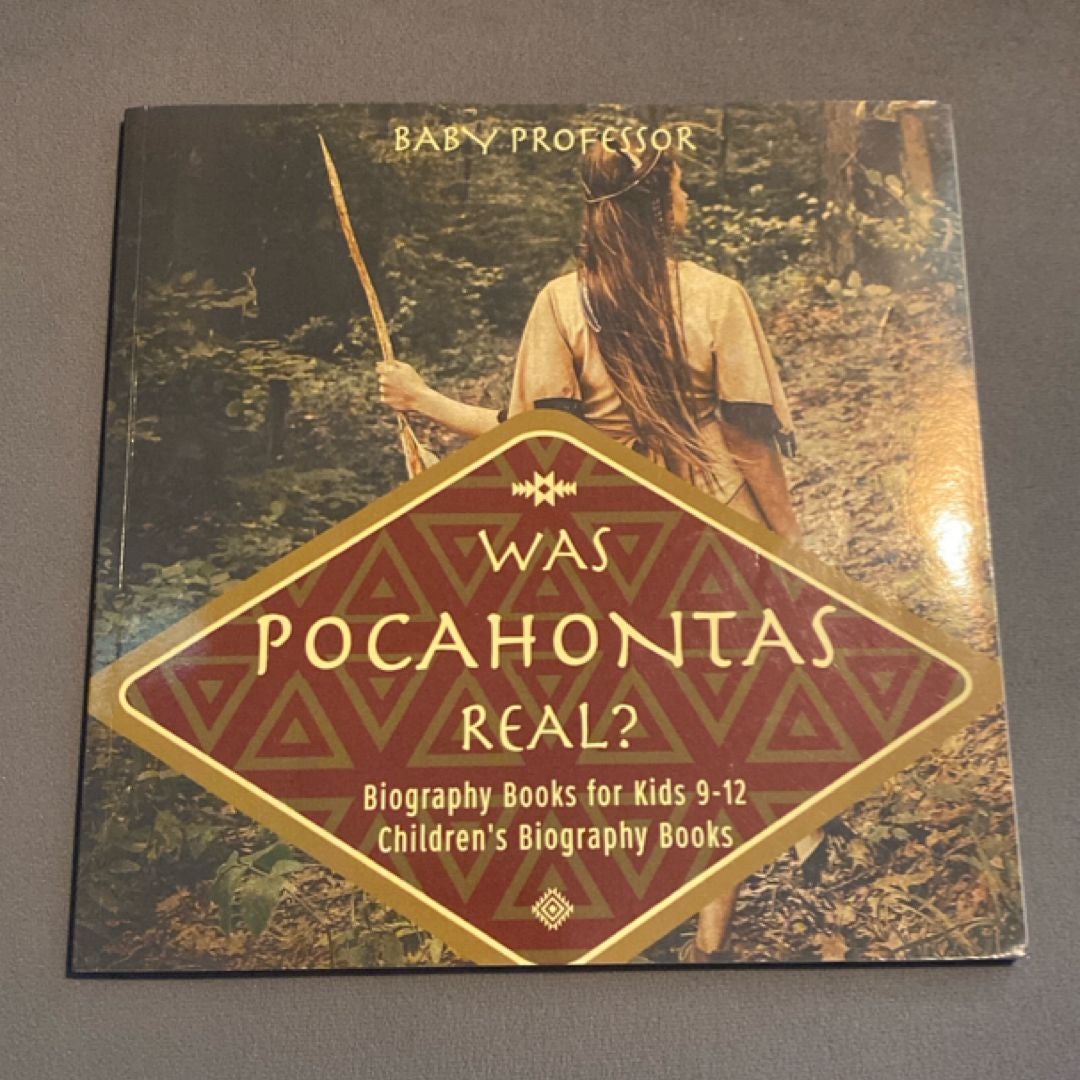 BABY PROFESSOR
WAS
POCAHONTAS
REAL?
Biography Books for Kids 9-12
Children's Biography Books